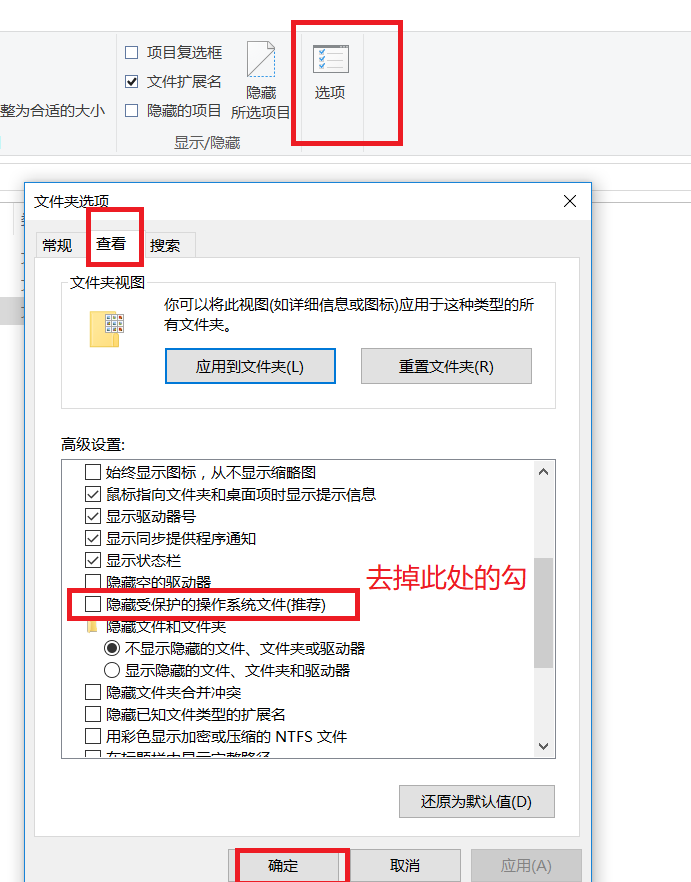 项目复选框
文件扩展名
整为合适的大小
隐藏的项目
隐藏
所选项目
显示/隐藏
选项
文件夹选项
常规
查看
搜索
文件夹视图
你可以将此视图(如详细信息或图标)应用于这种类型的所
有文件夹。
应用到文件夹(L)
重置文件夹(R)
高级设置:
始终显示图标，从不显示缩略图
鼠标指向文件夹和桌面项时显示提示信息
显示驱动器号
显示同步提供程序通知
显示状态栏
隐藏空的驱动器
去掉此处的勾
隐藏受保护的操作系统文件(推荐)
隐藏文件和文件夹
不显示隐藏的文件、文件夹或驱动器
显示隐藏的文件、文件夹和驱动器
隐藏文件夹合并冲突
隐藏已知文件类型的扩展名
用彩色显示加密或压缩的 NTFS 文件
在标题栏中显示完整路径
还原为默认值(D)
确定
取消
应用(A)